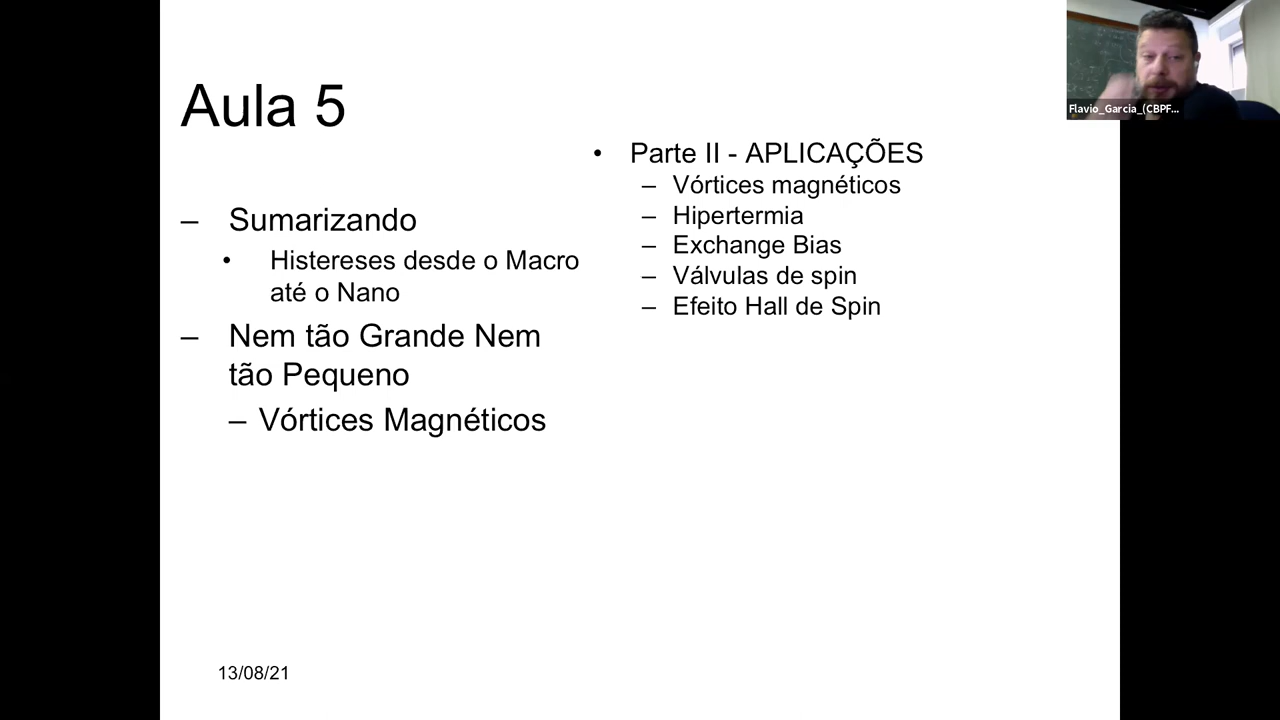 Aula 5
– Sumarizando
• Histereses desde o Macro
até o Nano
– Nem tão Grande Nem
tão Pequeno
– Vórtices Magnéticos
• Parte II - APLICAÇÕES
– Vórtices magnéticos
– Hipertermia
– Exchange Bias
– Válvulas de spin
– Efeito Hall de Spin
13/08/21
Flavio_Garcia_(CBPF...